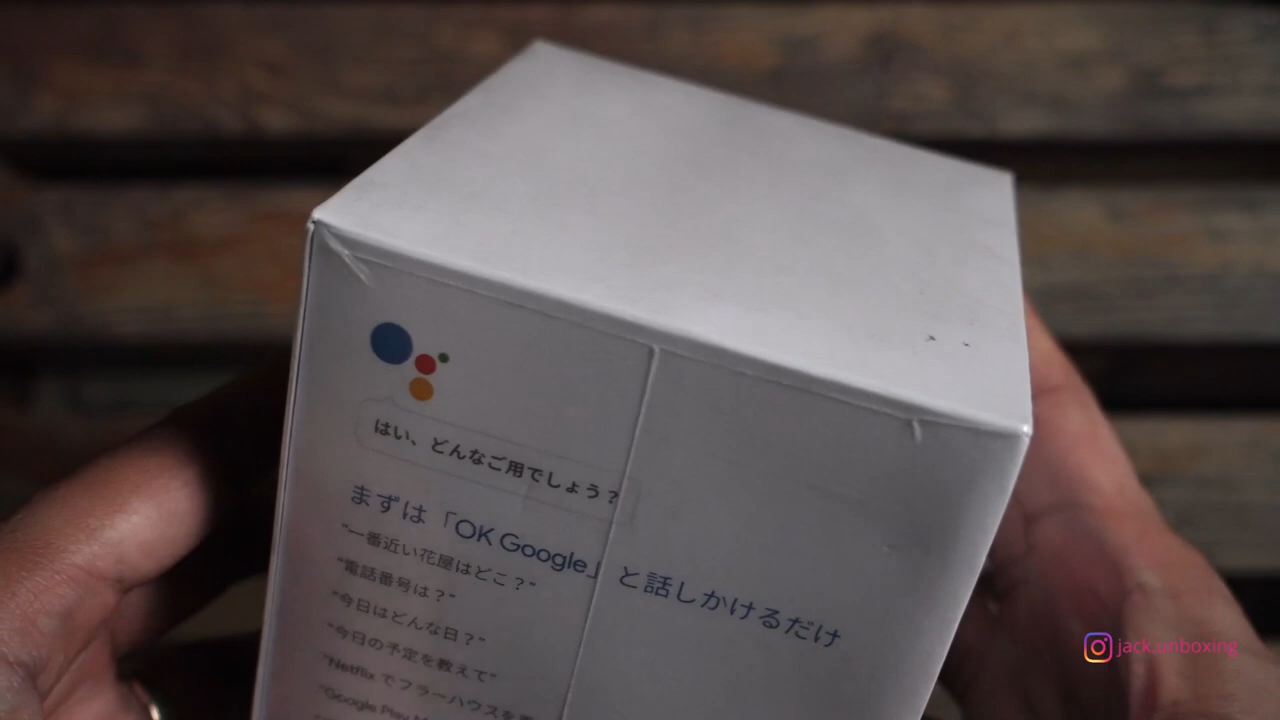 はい、どんなご用でしょう?
まずは「OK Google」と話しかけるだけ
"一番近い花屋はどこ?"
"電話番号は?"
"今日はどんな日?"
"今日の予定を教えて"
"Netflix でフラーハウスを
"Google Play
jack.unboxing